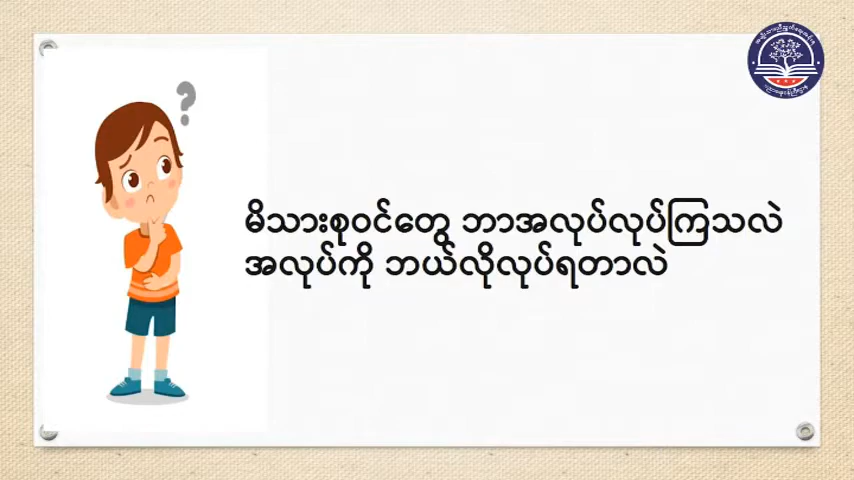 မိသားစုဝင်တွေ ဘာအလုပ်လုပ်ကြသလဲ
အလုပ်ကို ဘယ်လိုလုပ်ရတာလဲ
?